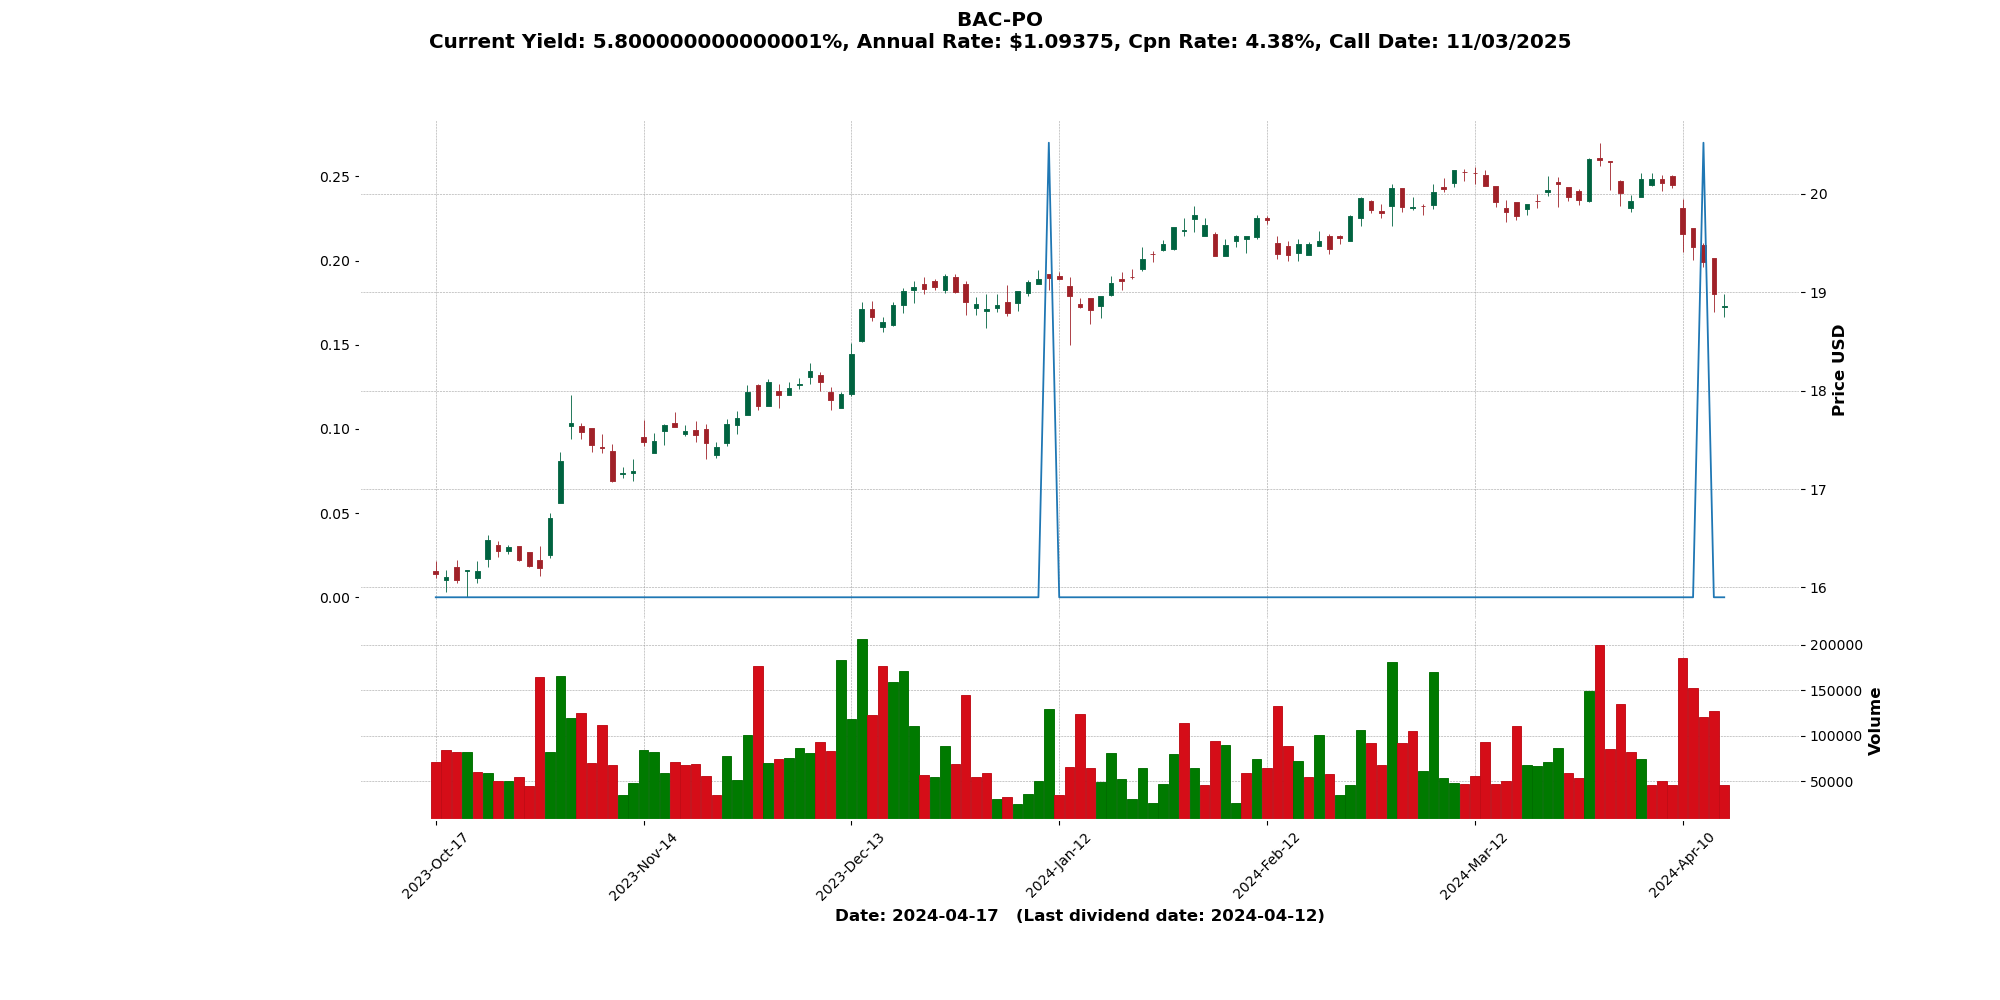 BAC-PO
Current Yield: 5.800000000000001%, Annual Rate: $1.09375, Cpn Rate: 4.38%, Call Date: 11/03/2025
0.25
0.20
0.15
0.10
0.05
0.00
20
19
18
17
16
Price USD
200000
150000
100000
50000
Volume
2023-Oct-17
2023-Nov-14
2023-Dec-13
2024-Jan-12
2024-Feb-12
2024-Mar-12
2024-Apr-10
Date: 2024-04-17   (Last dividend date: 2024-04-12)